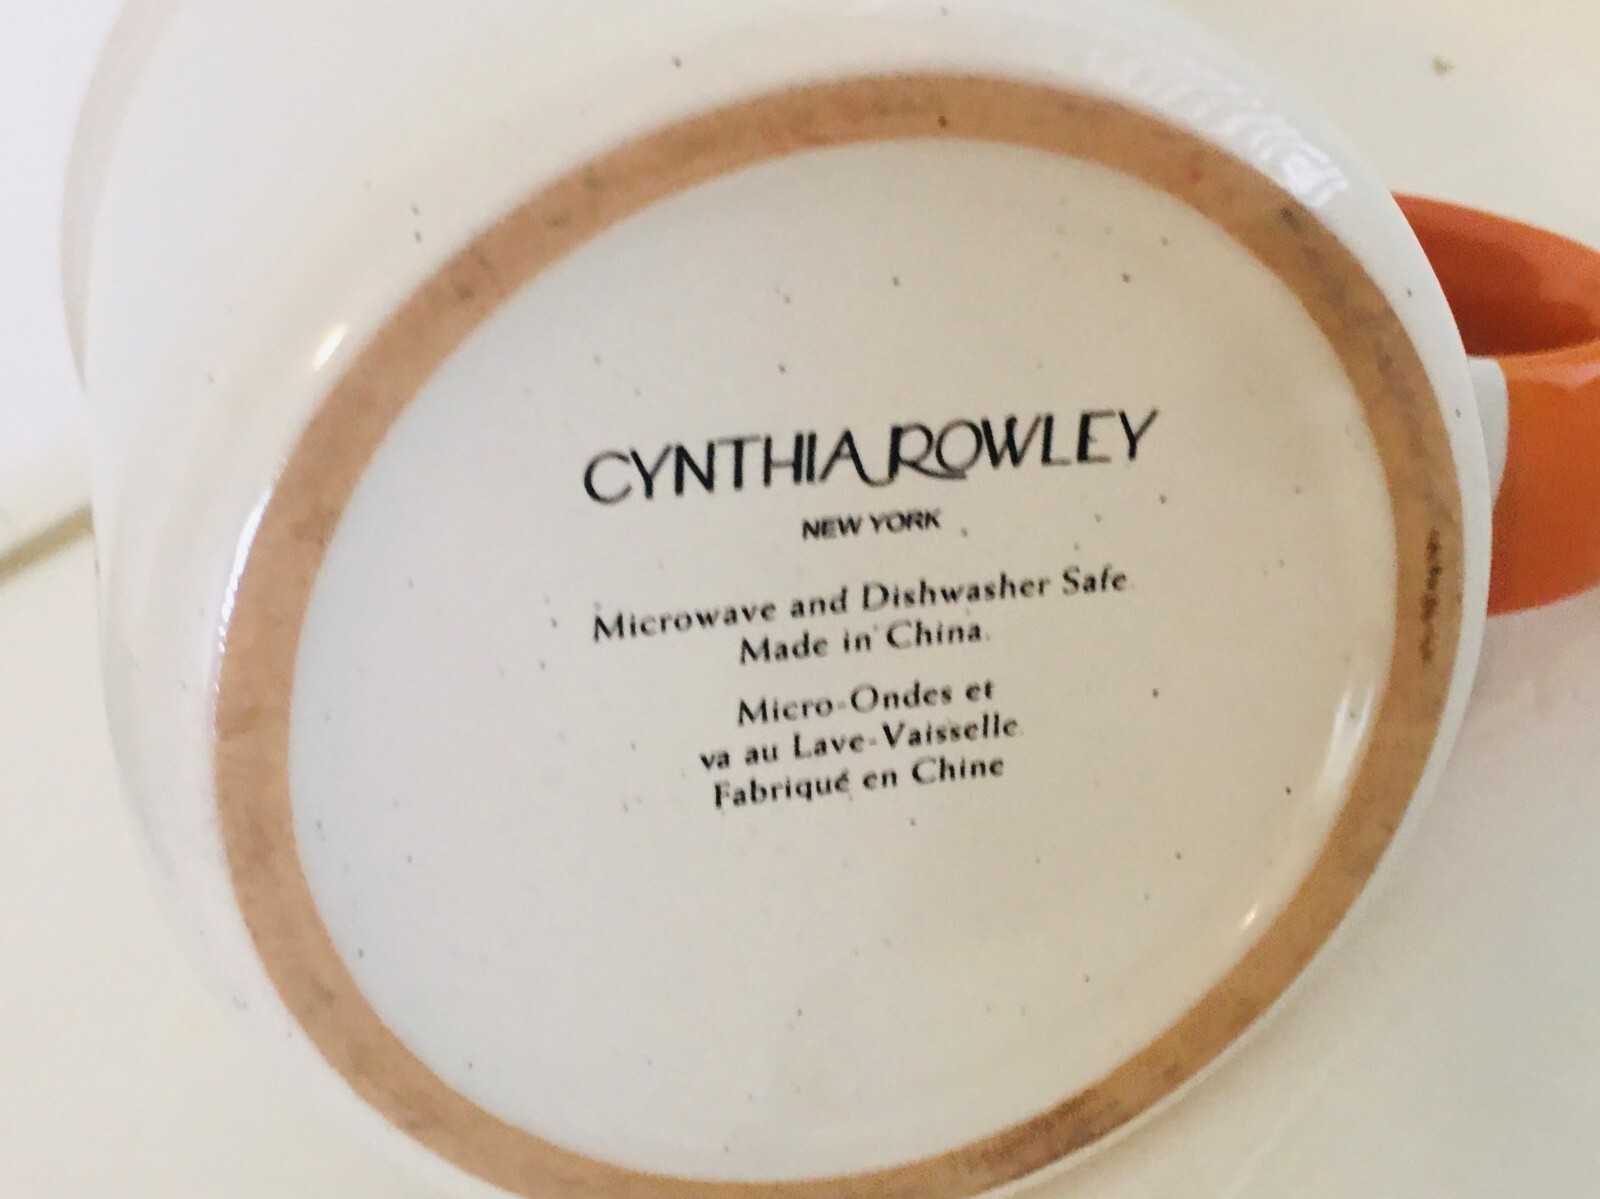 CYNTHIA ROWLEY
NEW YORK
Microwave and Dishwasher Safe
Made in China
Micro-Ondes et
va au Lave-Vaisselle
Fabriqué en Chine